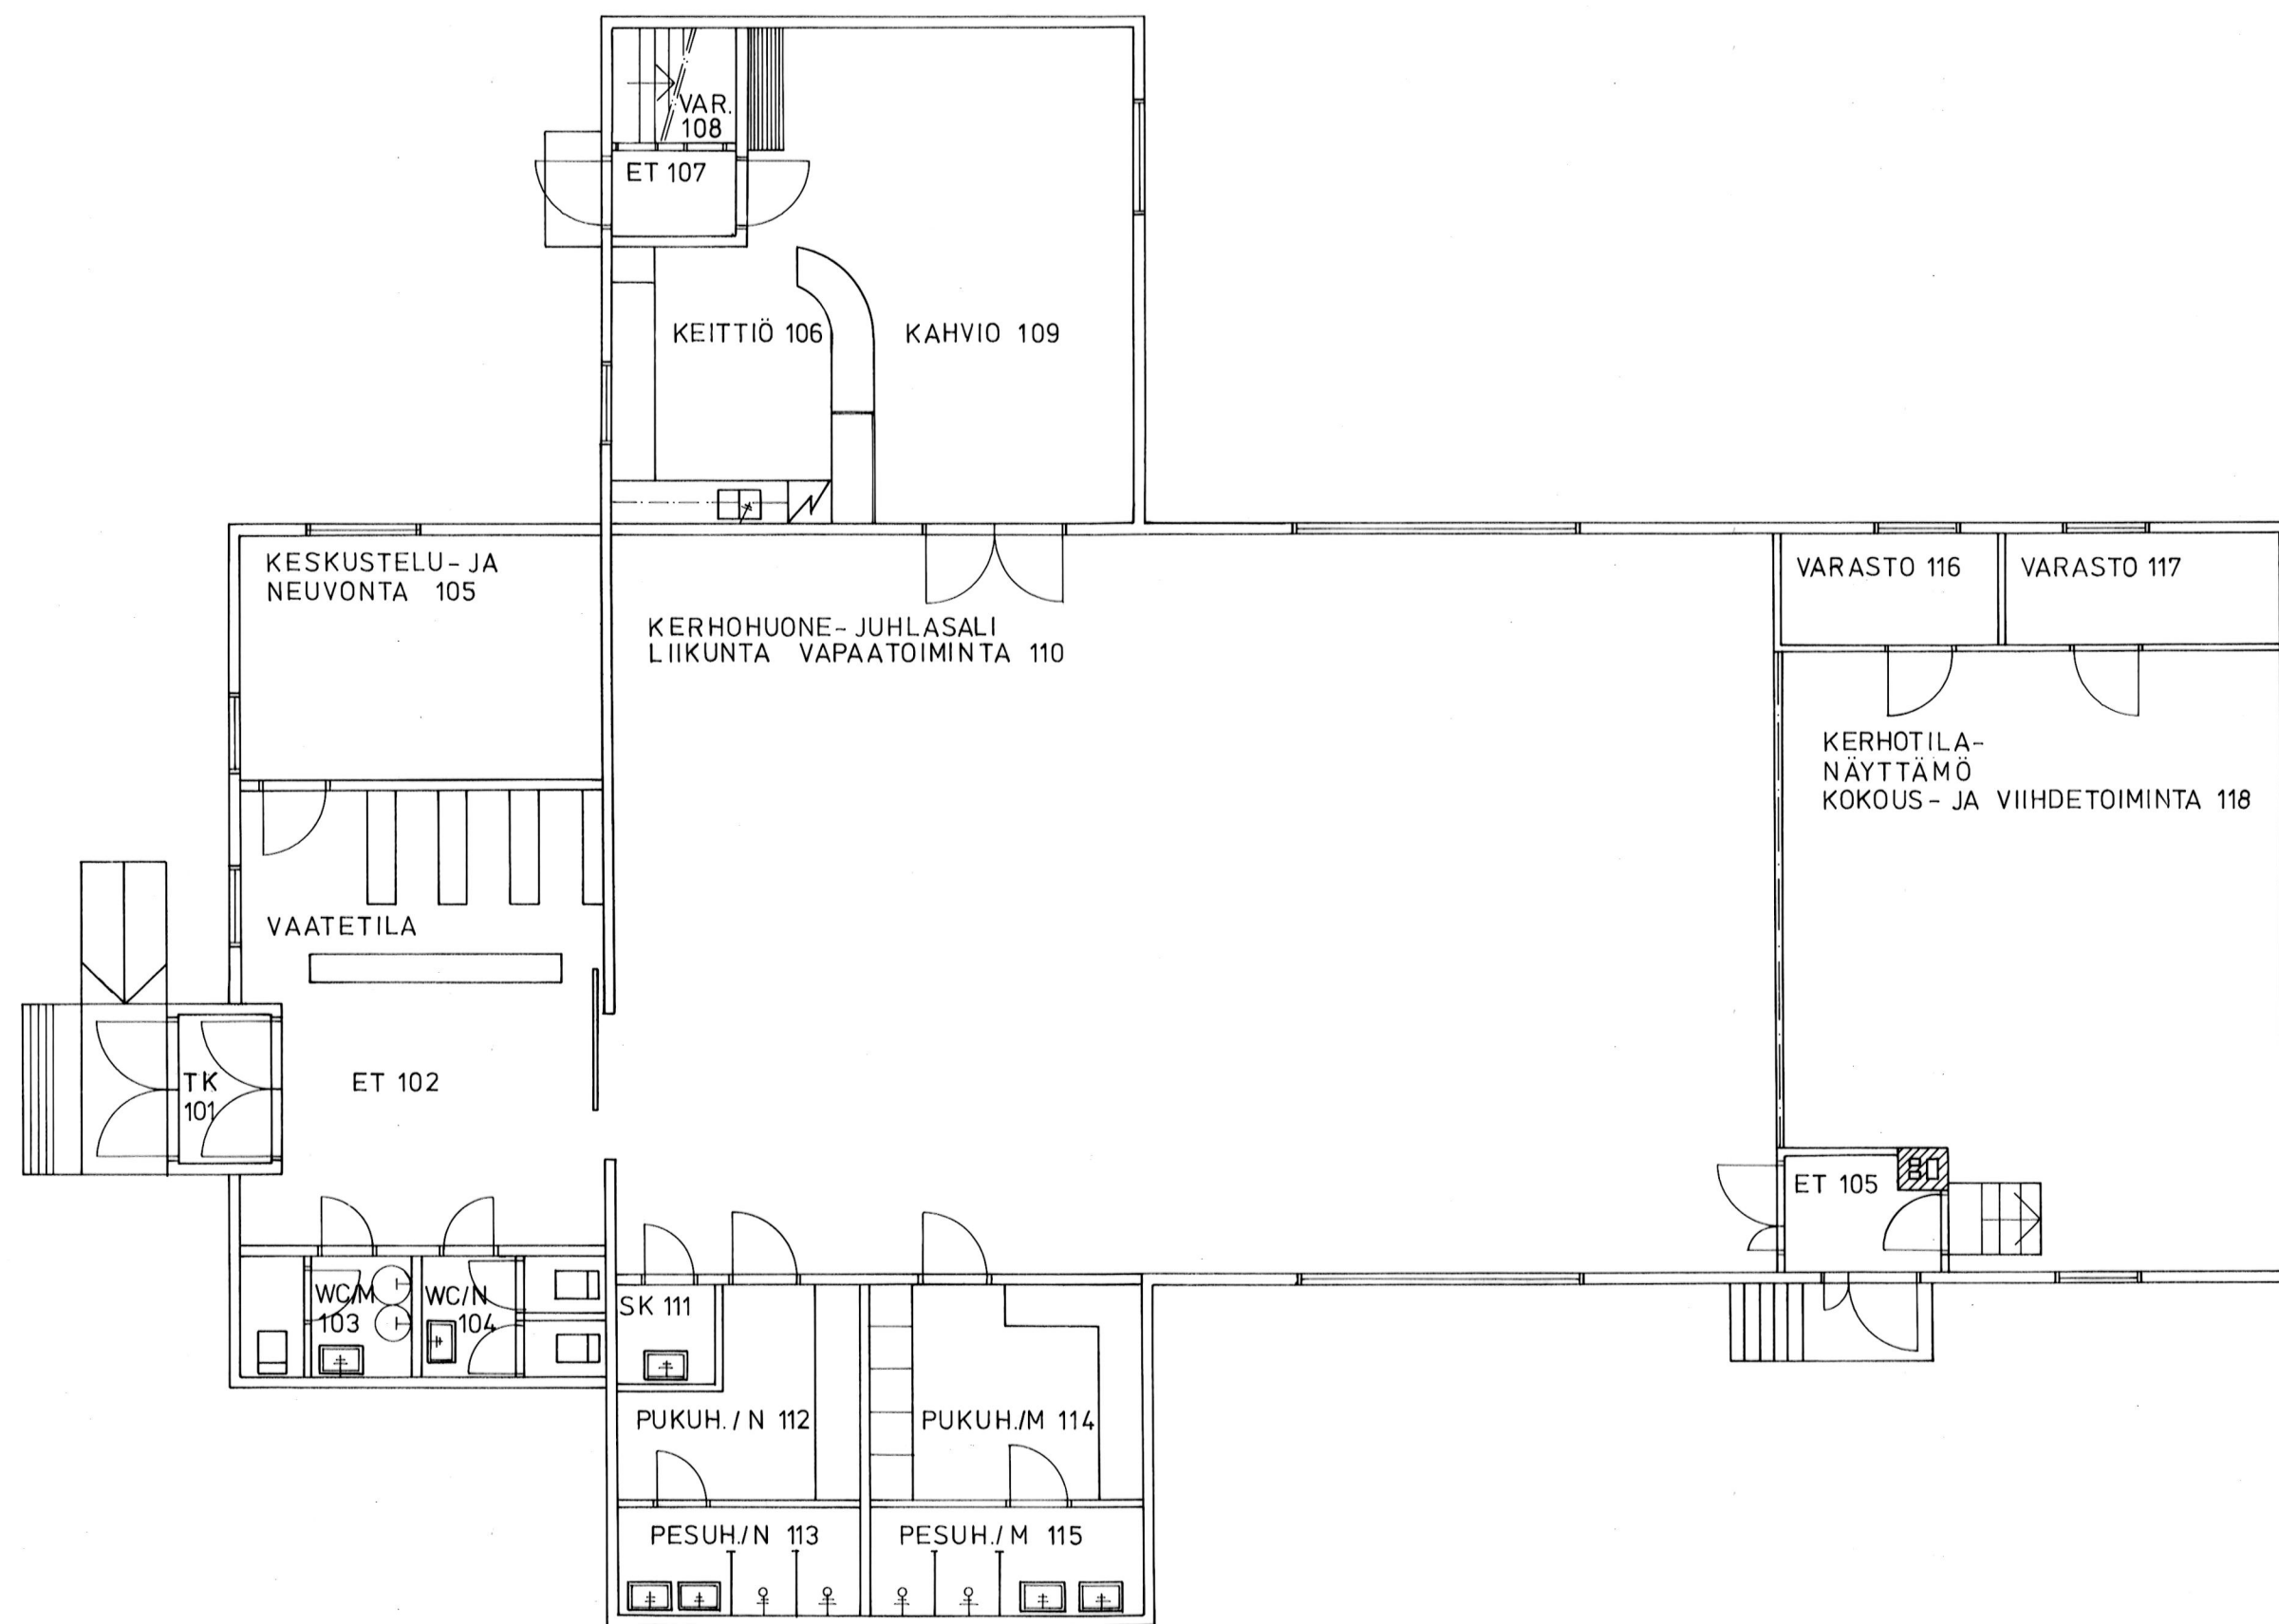 VAR.
108
ET 107
KEITTIÖ 106
KAHVIO 109
KESKUSTELU- JA
NEUVONTA 105
KERHOHUONE- JUHLASALI
LIIKUNTA VAPAATOIMINTA 110
VARASTO 116
VARASTO 117
KERHOTILA-
NÄYTTÄMÖ
KOKOUS- JA VIIHDETOIMINTA 118
VAATETILA
TK
101
ET 102
ET 105
WC/M
103
WC/N
104
SK 111
PUKUH./N 112
PUKUH./M 114
PESUH./N 113
PESUH./M 115